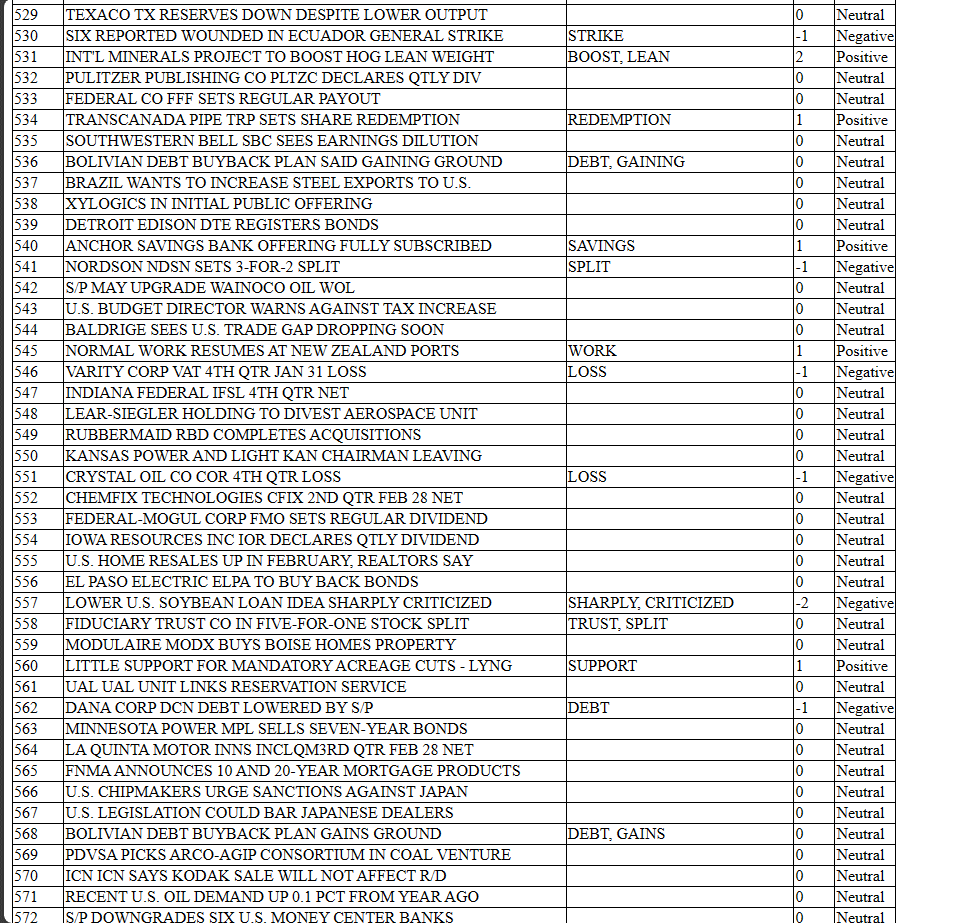 529 TEXACO TX RESERVES DOWN DESPITE LOWER OUTPUT 0 Neutral
530 SIX REPORTED WOUNDED IN ECUADOR GENERAL STRIKE STRIKE -1 Negative
531 INT'L MINERALS PROJECT TO BOOST HOG LEAN WEIGHT BOOST, LEAN 2 Positive
532 PULITZER PUBLISHING CO PLTZC DECLARES QTLY DIV 0 Neutral
533 FEDERAL CO FFF SETS REGULAR PAYOUT 0 Neutral
534 TRANSCANADA PIPE TRP SETS SHARE REDEMPTION REDEMPTION 1 Positive
535 SOUTHWESTERN BELL SBC SEES EARNINGS DILUTION 0 Neutral
536 BOLIVIAN DEBT BUYBACK PLAN SAID GAINING GROUND DEBT, GAINING 0 Neutral
537 BRAZIL WANTS TO INCREASE STEEL EXPORTS TO U.S. 0 Neutral
538 XYLOGICS IN INITIAL PUBLIC OFFERING 0 Neutral
539 DETROIT EDISON DTE REGISTERS BONDS 0 Neutral
540 ANCHOR SAVINGS BANK OFFERING FULLY SUBSCRIBED SAVINGS 1 Positive
541 NORDSON NDSN SETS 3-FOR-2 SPLIT SPLIT -1 Negative
542 S/P MAY UPGRADE WAINOCO OIL WOL 0 Neutral
543 U.S. BUDGET DIRECTOR WARNS AGAINST TAX INCREASE 0 Neutral
544 BALDRIGE SEES U.S. TRADE GAP DROPPING SOON 0 Neutral
545 NORMAL WORK RESUMES AT NEW ZEALAND PORTS WORK 1 Positive
546 VARITY CORP VAT 4TH QTR JAN 31 LOSS LOSS -1 Negative
547 INDIANA FEDERAL IFSL 4TH QTR NET 0 Neutral
548 LEAR-SIEGLER HOLDING TO DIVEST AEROSPACE UNIT 0 Neutral
549 RUBBERMAID RBD COMPLETES ACQUISITIONS 0 Neutral
550 KANSAS POWER AND LIGHT KAN CHAIRMAN LEAVING 0 Neutral
551 CRYSTAL OIL CO COR 4TH QTR LOSS LOSS -1 Negative
552 CHEMFIX TECHNOLOGIES CFIX 2ND QTR FEB 28 NET 0 Neutral
553 FEDERAL-MOGUL CORP FMO SETS REGULAR DIVIDEND 0 Neutral
554 IOWA RESOURCES INC IOR DECLARES QTLY DIVIDEND 0 Neutral
555 U.S. HOME RESALES UP IN FEBRUARY, REALTORS SAY 0 Neutral
556 EL PASO ELECTRIC ELPA TO BUY BACK BONDS 0 Neutral
557 LOWER U.S. SOYBEAN LOAN IDEA SHARPLY CRITICIZED SHARPLY, CRITICIZED -2 Negative
558 FIDUCIARY TRUST CO IN FIVE-FOR-ONE STOCK SPLIT TRUST, SPLIT 0 Neutral
559 MODULAIRE MODX BUYS BOISE HOMES PROPERTY 0 Neutral
560 LITTLE SUPPORT FOR MANDATORY ACREAGE CUTS - LYNG SUPPORT 1 Positive
561 UAL UAL UNIT LINKS RESERVATION SERVICE 0 Neutral
562 DANA CORP DCN DEBT LOWERED BY S/P DEBT -1 Negative
563 MINNESOTA POWER MPL SELLS SEVEN-YEAR BONDS 0 Neutral
564 LA QUINTA MOTOR INNS INCLQM3RD QTR FEB 28 NET 0 Neutral
565 FNMA ANNOUNCES 10 AND 20-YEAR MORTGAGE PRODUCTS 0 Neutral
566 U.S. CHIPMAKERS URGE SANCTIONS AGAINST JAPAN 0 Neutral
567 U.S. LEGISLATION COULD BAR JAPANESE DEALERS 0 Neutral
568 BOLIVIAN DEBT BUYBACK PLAN GAINS GROUND DEBT, GAINS 0 Neutral
569 PDVSA PICKS ARCO-AGIP CONSORTIUM IN COAL VENTURE 0 Neutral
570 ICN ICN SAYS KODAK SALE WILL NOT AFFECT R/D 0 Neutral
571 RECENT U.S. OIL DEMAND UP 0.1 PCT FROM YEAR AGO 0 Neutral
572 S/P DOWNGRADES SIX U.S. MONEY CENTER BANKS 0 Neutral